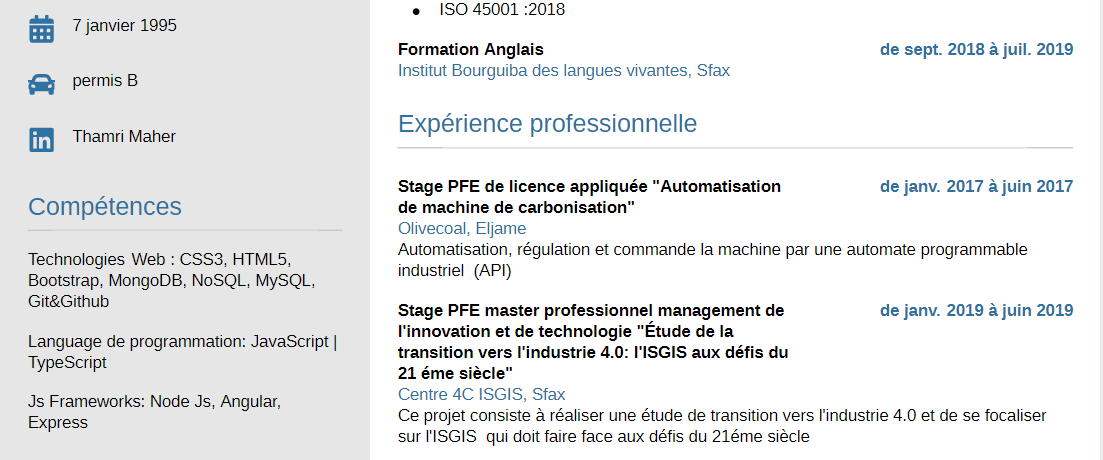 7 janvier 1995
permis B
Thamri Maher
Compétences
Technologies Web : CSS3, HTML5,
Bootstrap, MongoDB, NoSQL, MySQL,
Git&Github
Language de programmation: JavaScript |
TypeScript
Js Frameworks: Node Js, Angular,
Express
• ISO 45001 :2018
Formation Anglais de sept. 2018 à juil. 2019
Institut Bourguiba des langues vivantes, Sfax
Expérience professionnelle
Stage PFE de licence appliquée "Automatisation de janv. 2017 à juin 2017
de machine de carbonisation"
Olivecoal, Eljame
Automatisation, régulation et commande la machine par une automate programmable
industriel (API)
Stage PFE master professionnel management de de janv. 2019 à juin 2019
l'innovation et de technologie "Étude de la
transition vers l'industrie 4.0: l'ISGIS aux défis du
21 éme siècle"
Centre 4C ISGIS, Sfax
Ce projet consiste à réaliser une étude de transition vers l'industrie 4.0 et de se focaliser
sur l'ISGIS qui doit faire face aux défis du 21éme siècle